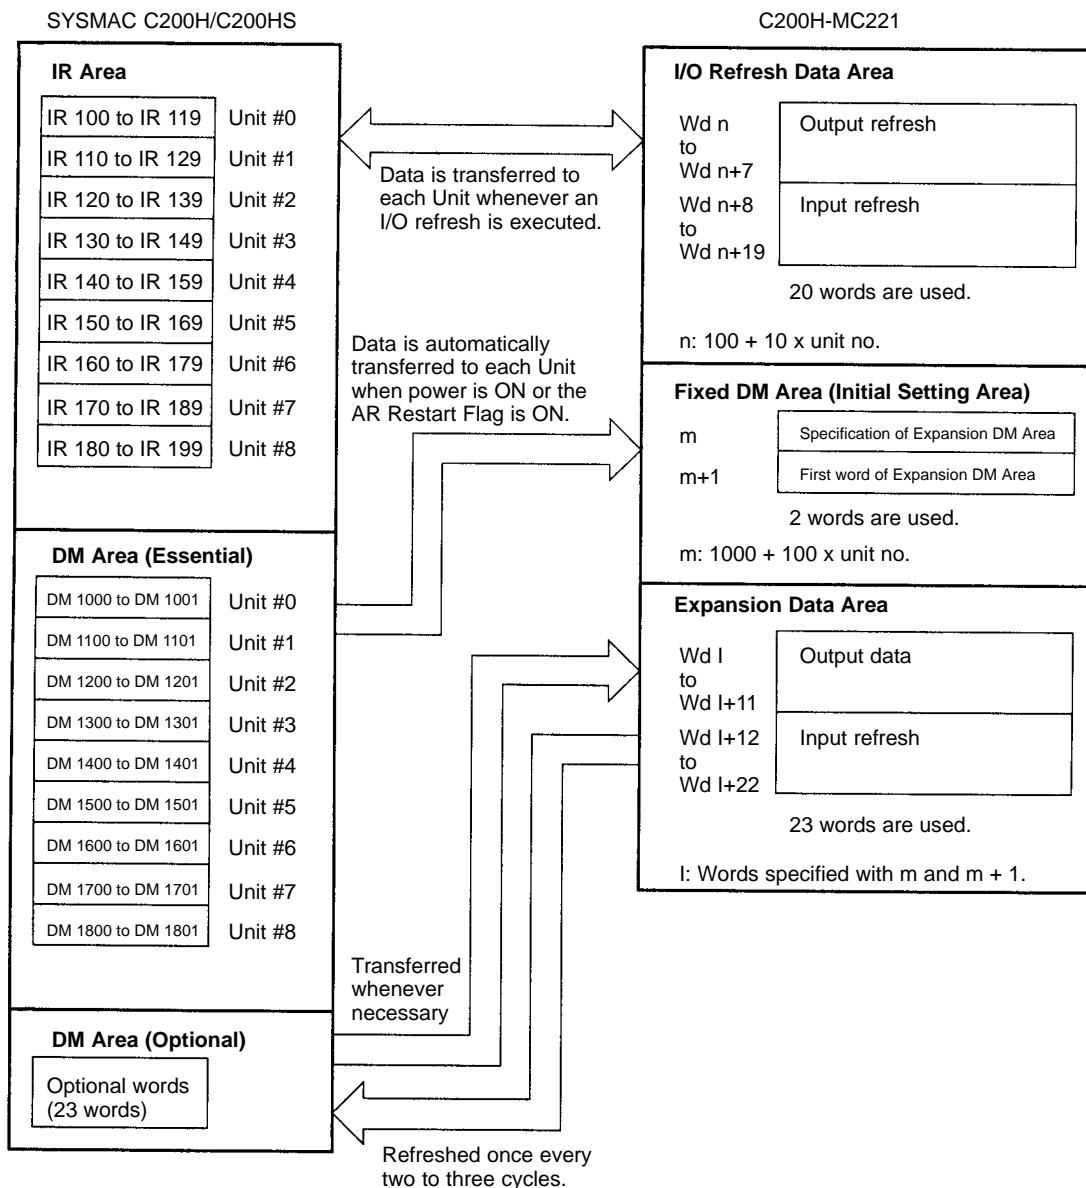 SYSMAC C200H/C200HS
C200H-MC221
IR Area
IR 100 to IR 119 Unit #0
IR 110 to IR 129 Unit #1
IR 120 to IR 139 Unit #2
IR 130 to IR 149 Unit #3
IR 140 to IR 159 Unit #4
IR 150 to IR 169 Unit #5
IR 160 to IR 179 Unit #6
IR 170 to IR 189 Unit #7
IR 180 to IR 199 Unit #8
Data is transferred to
each Unit whenever an
I/O refresh is executed.
I/O Refresh Data Area
Wd n
to
Wd n+7
Output refresh
Wd n+8
to
Wd n+19
Input refresh
20 words are used.
n: 100 + 10 x unit no.
Data is automatically
transferred to each Unit
when power is ON or the
AR Restart Flag is ON.
Fixed DM Area (Initial Setting Area)
m Specification of Expansion DM Area
m+1 First word of Expansion DM Area
2 words are used.
m: 1000 + 100 x unit no.
DM Area (Essential)
DM 1000 to DM 1001 Unit #0
DM 1100 to DM 1101 Unit #1
DM 1200 to DM 1201 Unit #2
DM 1300 to DM 1301 Unit #3
DM 1400 to DM 1401 Unit #4
DM 1500 to DM 1501 Unit #5
DM 1600 to DM 1601 Unit #6
DM 1700 to DM 1701 Unit #7
DM 1800 to DM 1801 Unit #8
Expansion Data Area
Wd I
to
Wd I+11
Output data
Wd I+12
to
Wd I+22
Input refresh
23 words are used.
I: Words specified with m and m + 1.
Transferred
whenever
necessary
DM Area (Optional)
Optional words
(23 words)
Refreshed once every
two to three cycles.